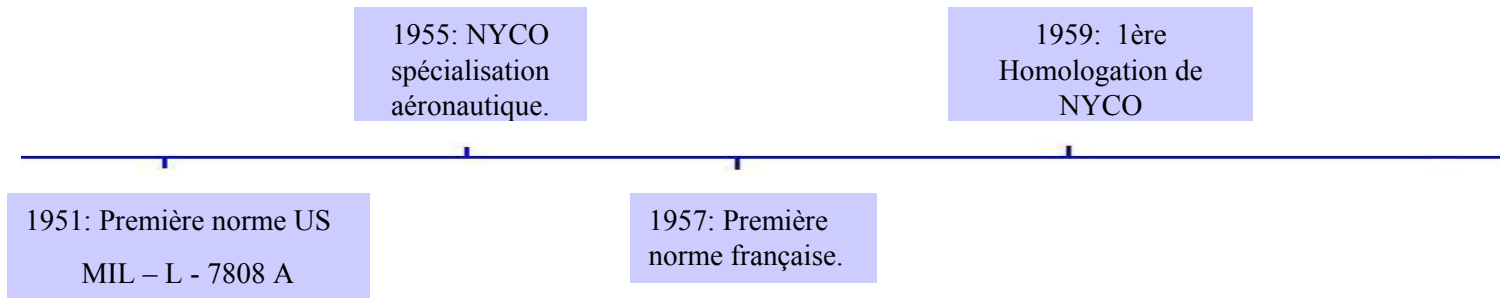 1955: NYCO
spécialisation
aéronautique.
1959:  1ère
Homologation de
NYCO
1951: Première norme US
MIL – L - 7808 A
1957: Première
norme française.